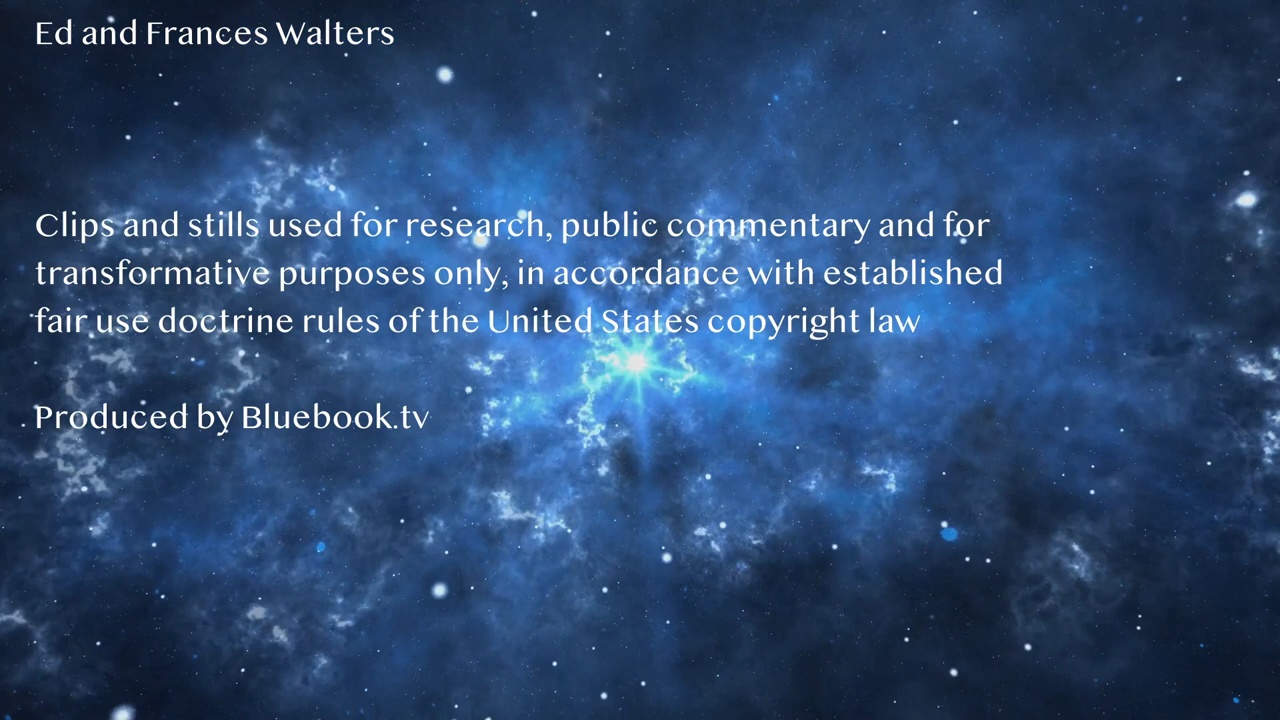 Ed and Frances Walters
Clips and stills used for research, public commentary and for
transformative purposes only, in accordance with established
fair use doctrine rules of the United States copyright law
Produced by Bluebook.tv